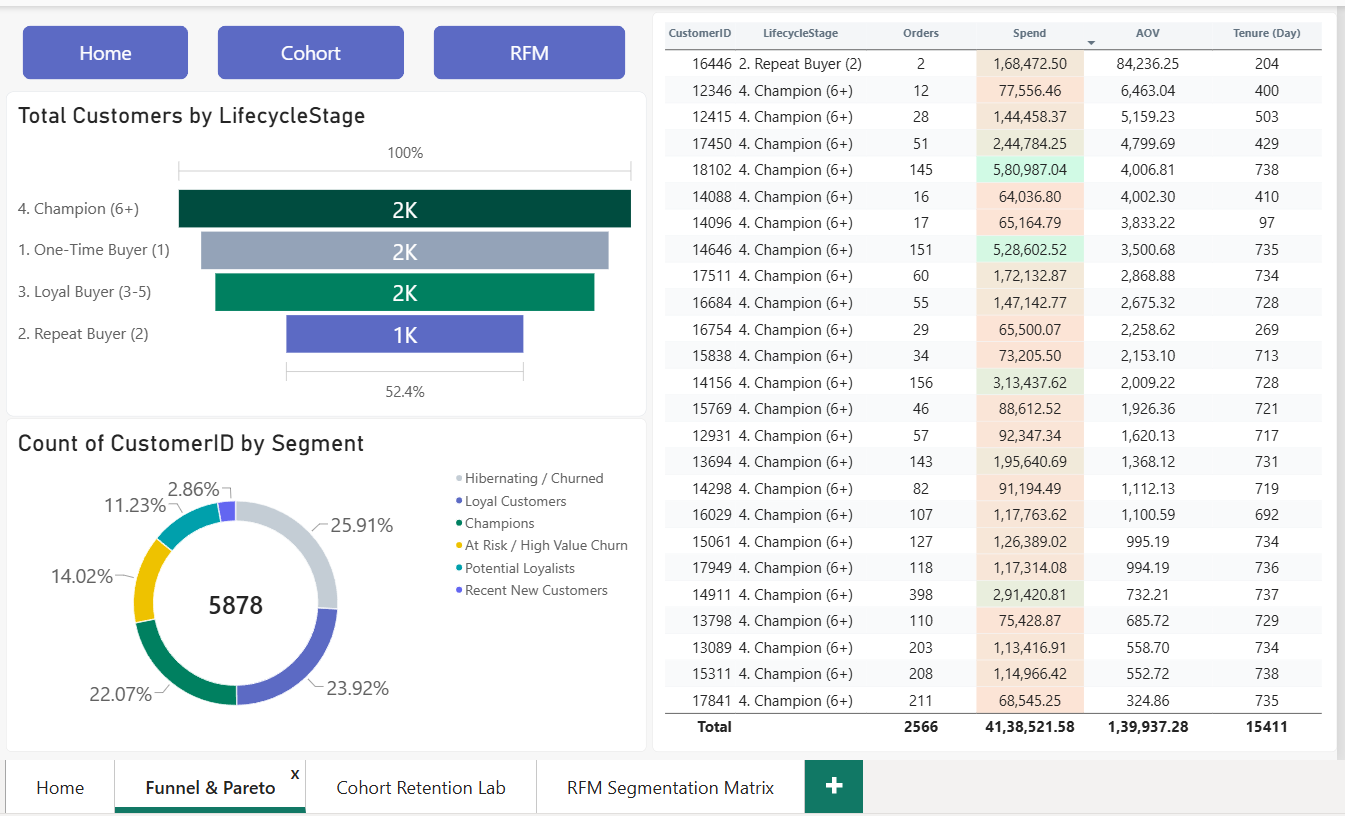 Home Cohort RFM
Total Customers by LifecycleStage
100%
4. Champion (6+) 2K
1. One-Time Buyer (1) 2K
3. Loyal Buyer (3-5) 2K
2. Repeat Buyer (2) 1K
52.4%
Count of CustomerID by Segment
2.86%
11.23%
25.91%
14.02%
5878
22.07%
23.92%
Hibernating / Churned
Loyal Customers
Champions
At Risk / High Value Churn
Potential Loyalists
Recent New Customers
CustomerID LifecycleStage Orders Spend AOV Tenure (Day)
16446 2. Repeat Buyer (2) 2 1,68,472.50 84,236.25 204
12346 4. Champion (6+) 12 77,556.46 6,463.04 400
12415 4. Champion (6+) 28 1,44,458.37 5,159.23 503
17450 4. Champion (6+) 51 2,44,784.25 4,799.69 429
18102 4. Champion (6+) 145 5,80,987.04 4,006.81 738
14088 4. Champion (6+) 16 64,036.80 4,002.30 410
14096 4. Champion (6+) 17 65,164.79 3,833.22 97
14646 4. Champion (6+) 151 5,28,602.52 3,500.68 735
17511 4. Champion (6+) 60 1,72,132.87 2,868.88 734
16684 4. Champion (6+) 55 1,47,142.77 2,675.32 728
16754 4. Champion (6+) 29 65,500.07 2,258.62 269
15838 4. Champion (6+) 34 73,205.50 2,153.10 713
14156 4. Champion (6+) 156 3,13,437.62 2,009.22 728
15769 4. Champion (6+) 46 88,612.52 1,926.36 721
12931 4. Champion (6+) 57 92,347.34 1,620.13 717
13694 4. Champion (6+) 143 1,95,640.69 1,368.12 731
14298 4. Champion (6+) 82 91,194.49 1,112.13 719
16029 4. Champion (6+) 107 1,17,763.62 1,100.59 692
15061 4. Champion (6+) 127 1,26,389.02 995.19 734
17949 4. Champion (6+) 118 1,17,314.08 994.19 736
14911 4. Champion (6+) 398 2,91,420.81 732.21 737
13798 4. Champion (6+) 110 75,428.87 685.72 729
13089 4. Champion (6+) 203 1,13,416.91 558.70 734
15311 4. Champion (6+) 208 1,14,966.42 552.72 738
17841 4. Champion (6+) 211 68,545.25 324.86 735
Total 2566 41,38,521.58 1,39,937.28 15411
Home Funnel & Pareto x Cohort Retention Lab RFM Segmentation Matrix +